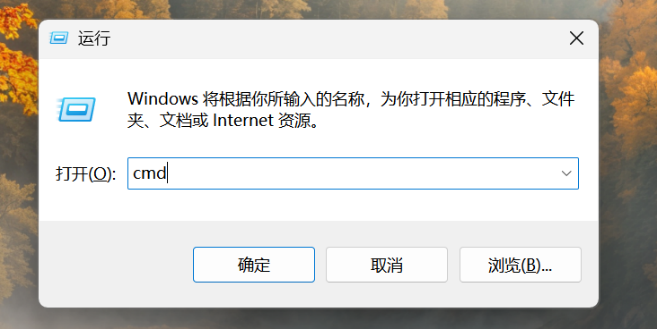 运行
Windows 将根据你所输入的名称，为你打开相应的程序、文件
夹、文档或 Internet 资源。
打开(O): cmd
确定 取消 浏览(B)...